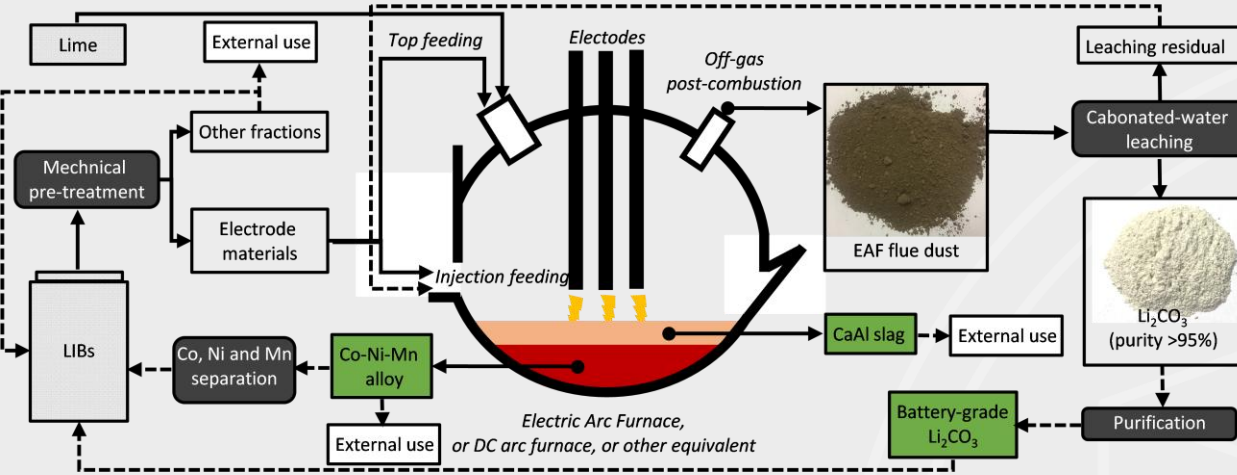 Lime
External use
Top feeding
Electodes
Off-gas
post-combustion
Leaching residual
Other fractions
Mechnical
pre-treatment
Cabonated-water
leaching
Electrode
materials
EAF flue dust
Injection feeding
Li₂CO₃
(purity >95%)
LIBs
Co, Ni and Mn
separation
Co-Ni-Mn
alloy
CaAl slag
External use
External use
Electric Arc Furnace,
or DC arc furnace, or other equivalent
Battery-grade
Li₂CO₃
Purification